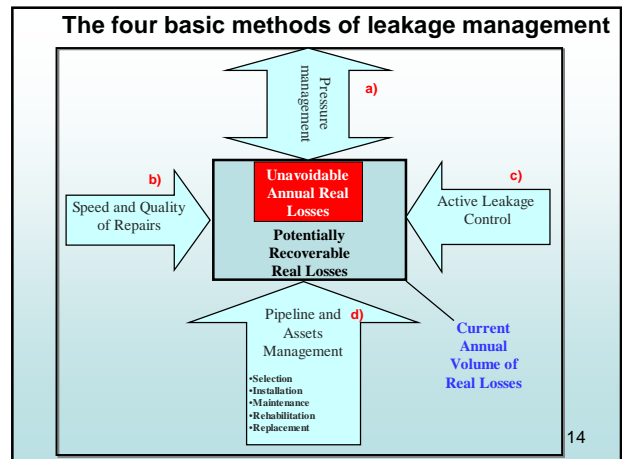 The four basic methods of leakage management
Pressure
management
a)
b)
Speed and Quality
of Repairs
Unavoidable
Annual Real
Losses
Potentially
Recoverable
Real Losses
c)
Active Leakage
Control
Pipeline and
Assets
Management
d)
•Selection
•Installation
•Maintenance
•Rehabilitation
•Replacement
Current
Annual
Volume of
Real Losses
14